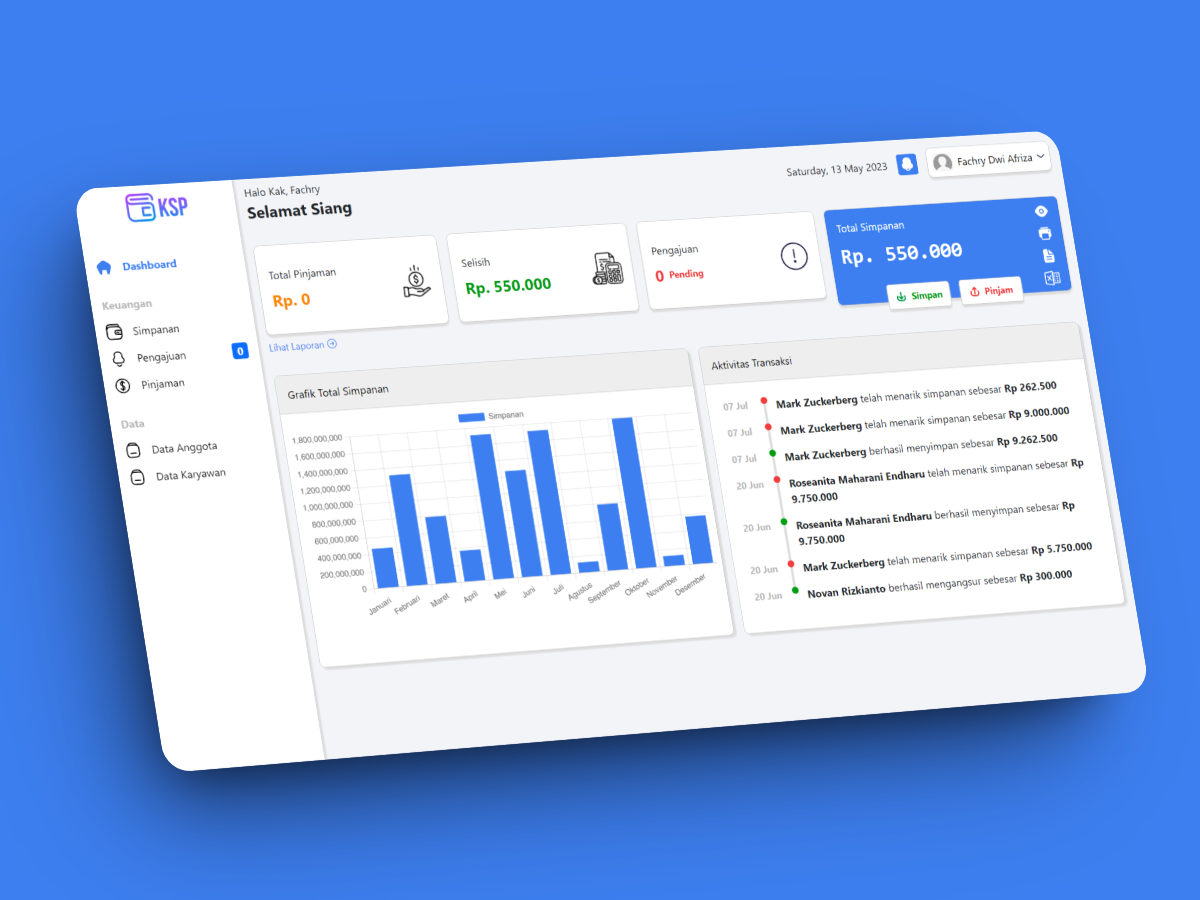 KSP
Dashboard
Keuangan
Simpanan
Pengajuan
0
Pinjaman
Data
Data Anggota
Data Karyawan
Halo Kak, Fachry
Selamat Siang
Saturday, 13 May 2023
Fachry Dwi Afriza
Total Pinjaman
Rp. 0
Selisih
Rp. 550.000
Pengajuan
0 Pending
Total Simpanan
Rp. 550.000
Simpan
Pinjam
Lihat Laporan
Grafik Total Simpanan
Simpanan
1,800,000,000
1,600,000,000
1,400,000,000
1,200,000,000
1,000,000,000
800,000,000
600,000,000
400,000,000
200,000,000
0
Januari
Februari
Maret
April
Mei
Juni
Juli
Agustus
September
Oktober
November
Desember
Aktivitas Transaksi
07 Jul Mark Zuckerberg telah menarik simpanan sebesar Rp 262.500
07 Jul Mark Zuckerberg telah menarik simpanan sebesar Rp 9.000.000
07 Jul Mark Zuckerberg berhasil menyimpan sebesar Rp 9.262.500
20 Jun Roseanita Maharani Endharu telah menarik simpanan sebesar Rp
9.750.000
20 Jun Roseanita Maharani Endharu berhasil menyimpan sebesar Rp
9.750.000
20 Jun Mark Zuckerberg telah menarik simpanan sebesar Rp 5.750.000
20 Jun Novan Rizkianto berhasil mengangsur sebesar Rp 300.000